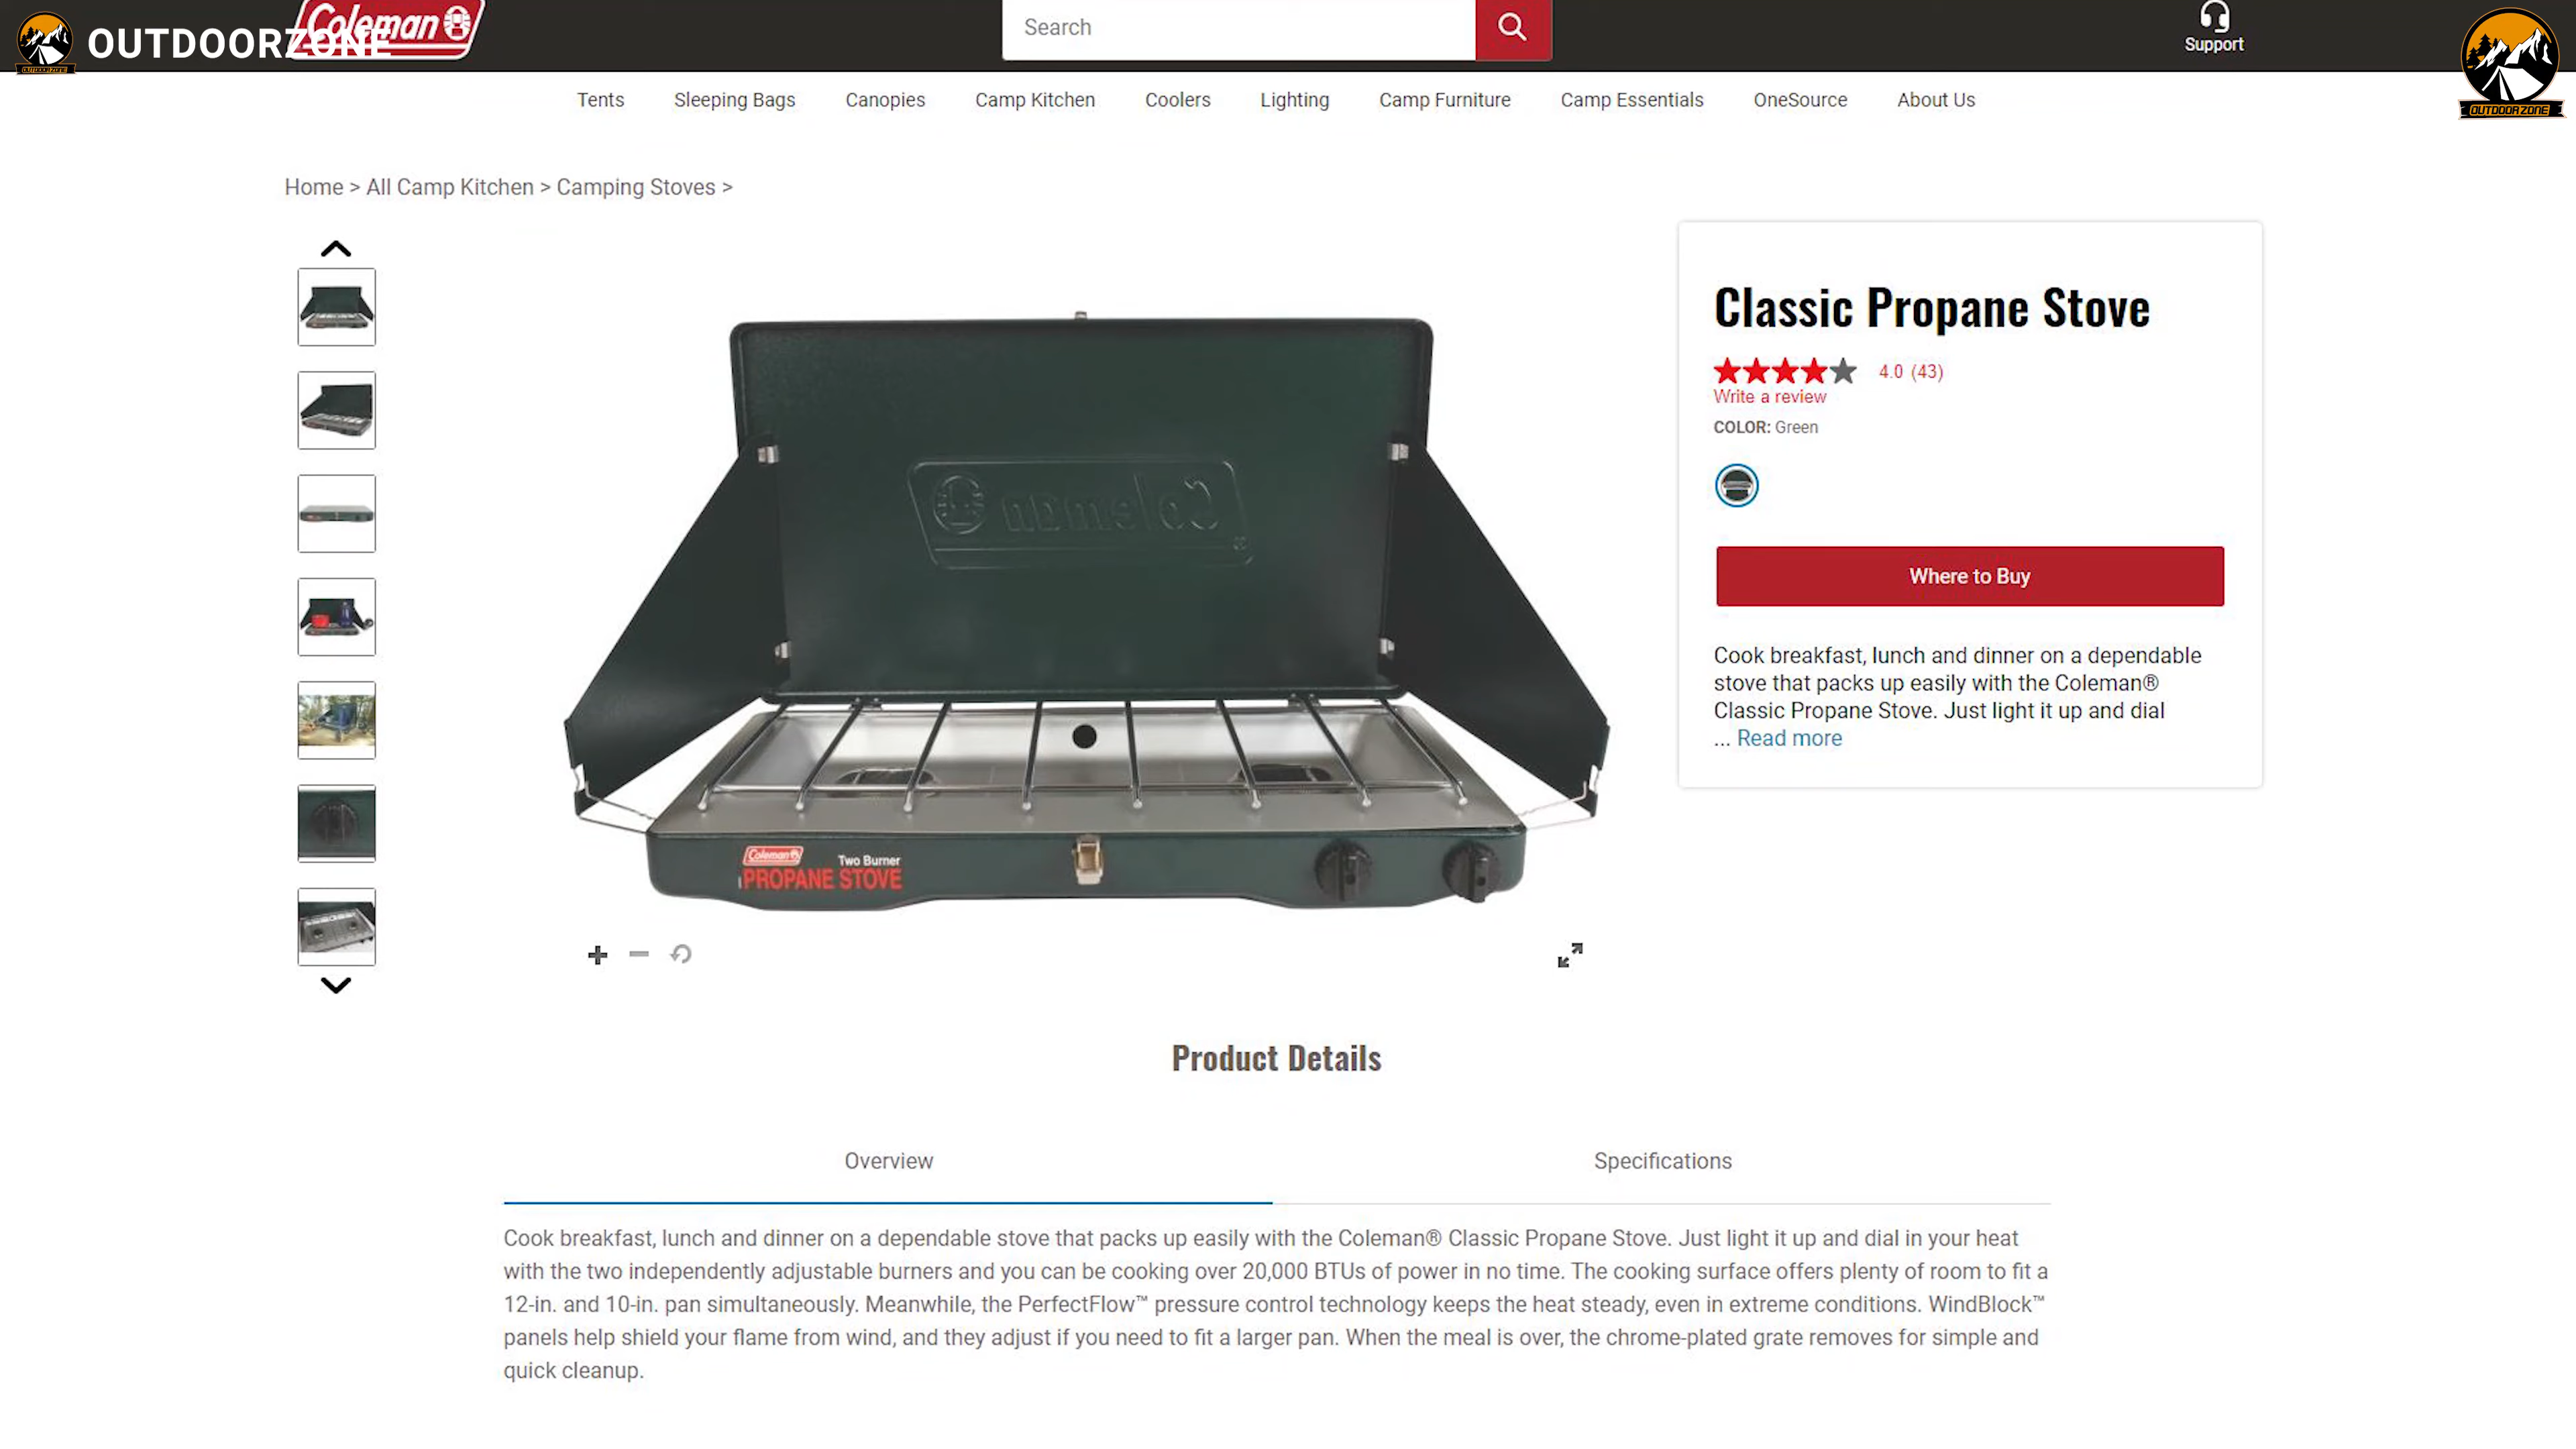 OUTDOORZONE
Coleman
Search
Support
OUTDOORZONE
Tents Sleeping Bags Canopies Camp Kitchen Coolers Lighting Camp Furniture Camp Essentials OneSource About Us
Home > All Camp Kitchen > Camping Stoves >
Classic Propane Stove
4.0 (43)
Write a review
COLOR: Green
Where to Buy
Cook breakfast, lunch and dinner on a dependable
stove that packs up easily with the Coleman®
Classic Propane Stove. Just light it up and dial
... Read more
Coleman
Coleman
Two Burner
PROPANE STOVE
Product Details
Overview Specifications
Cook breakfast, lunch and dinner on a dependable stove that packs up easily with the Coleman® Classic Propane Stove. Just light it up and dial in your heat
with the two independently adjustable burners and you can be cooking over 20,000 BTUs of power in no time. The cooking surface offers plenty of room to fit a
12-in. and 10-in. pan simultaneously. Meanwhile, the PerfectFlow™ pressure control technology keeps the heat steady, even in extreme conditions. WindBlock™
panels help shield your flame from wind, and they adjust if you need to fit a larger pan. When the meal is over, the chrome-plated grate removes for simple and
quick cleanup.